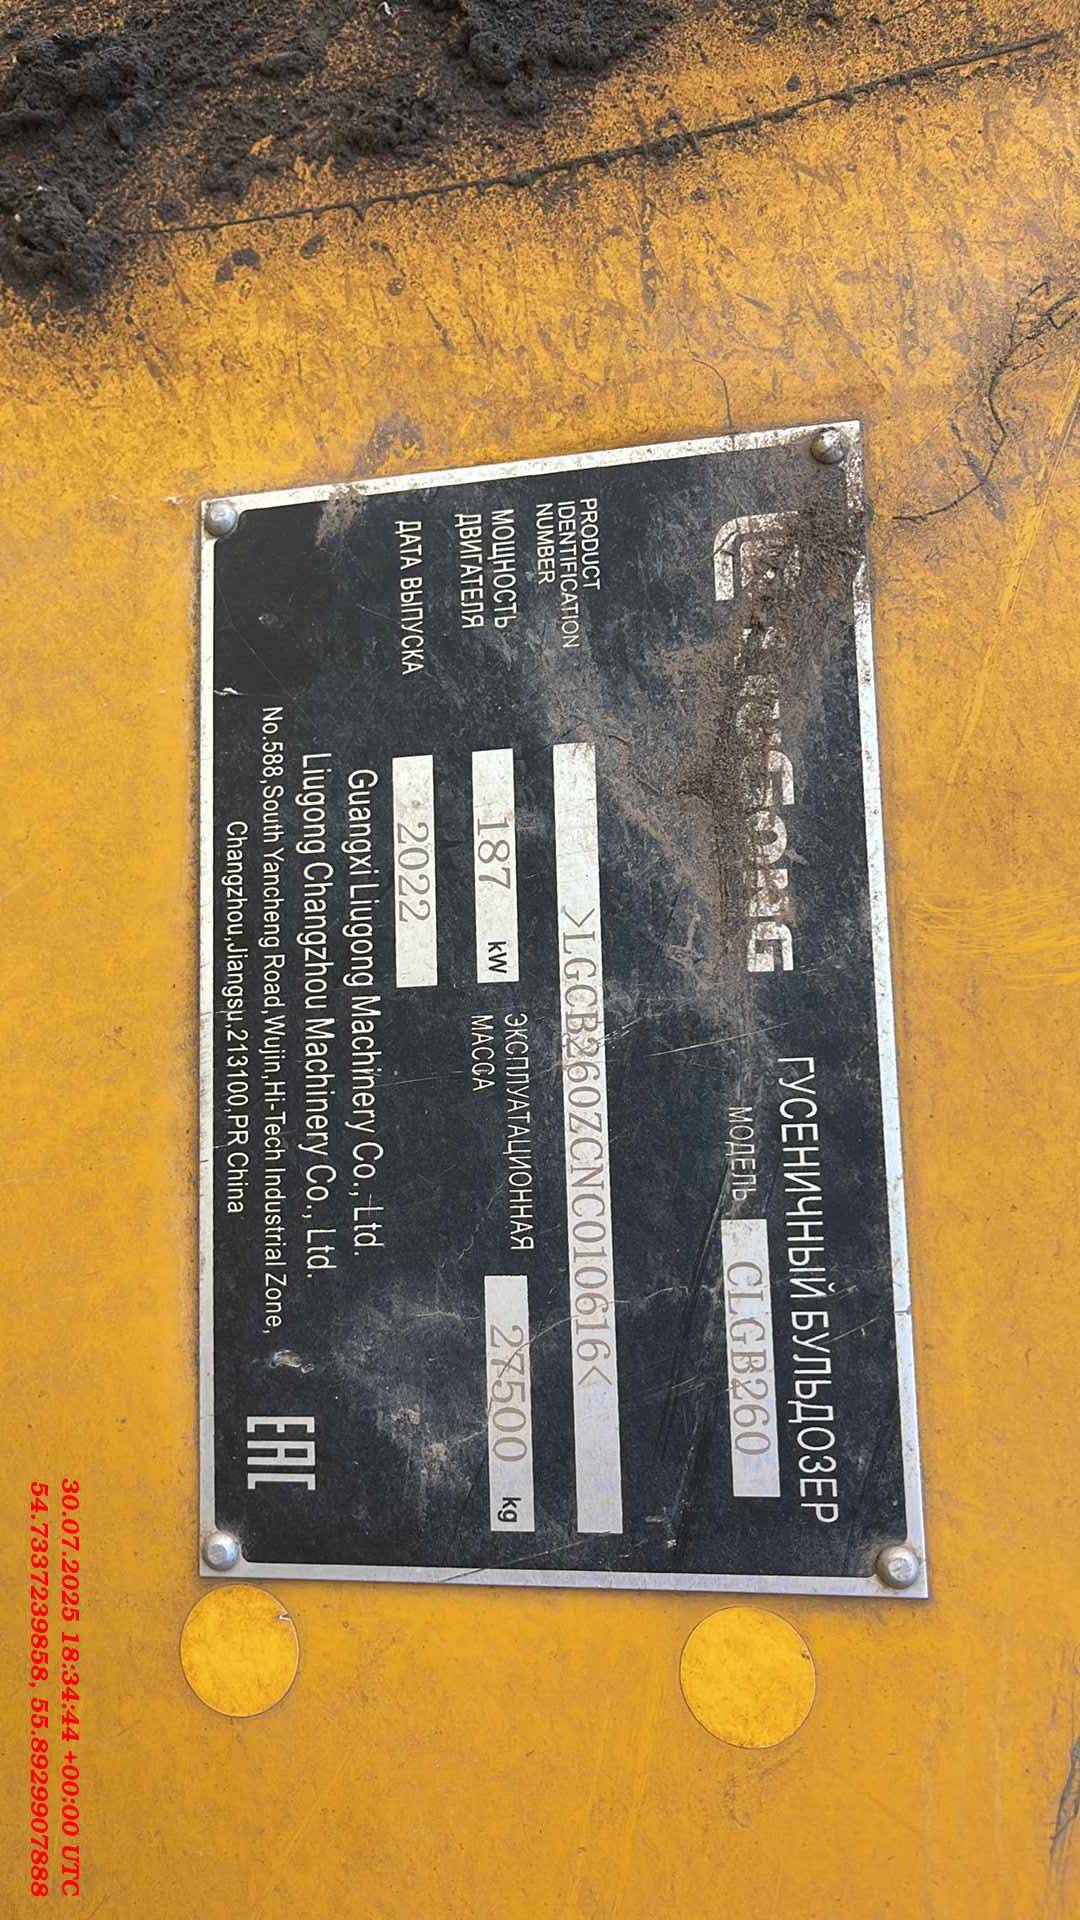 LIUGONG
ГУСЕНИЧНЫЙ БУЛЬДОЗЕР
МОДЕЛЬ CLGB260
PRODUCT
IDENTIFICATION
NUMBER
>LGCB260ZCNC010616<
МОЩНОСТЬ
ДВИГАТЕЛЯ
187 kW
ЭКСПЛУАТАЦИОННАЯ
МАССА
27500 kg
ДАТА ВЫПУСКА
2022
Guangxi Liugong Machinery Co., Ltd.
Liugong Changzhou Machinery Co., Ltd.
No.588,South Yancheng Road,Wujin,Hi-Tech Industrial Zone,
Changzhou,Jiangsu,213100,PR China
EAC
30.07.2025 18:34:44 +00:00 UTC
54.7337239858, 55.8929907888